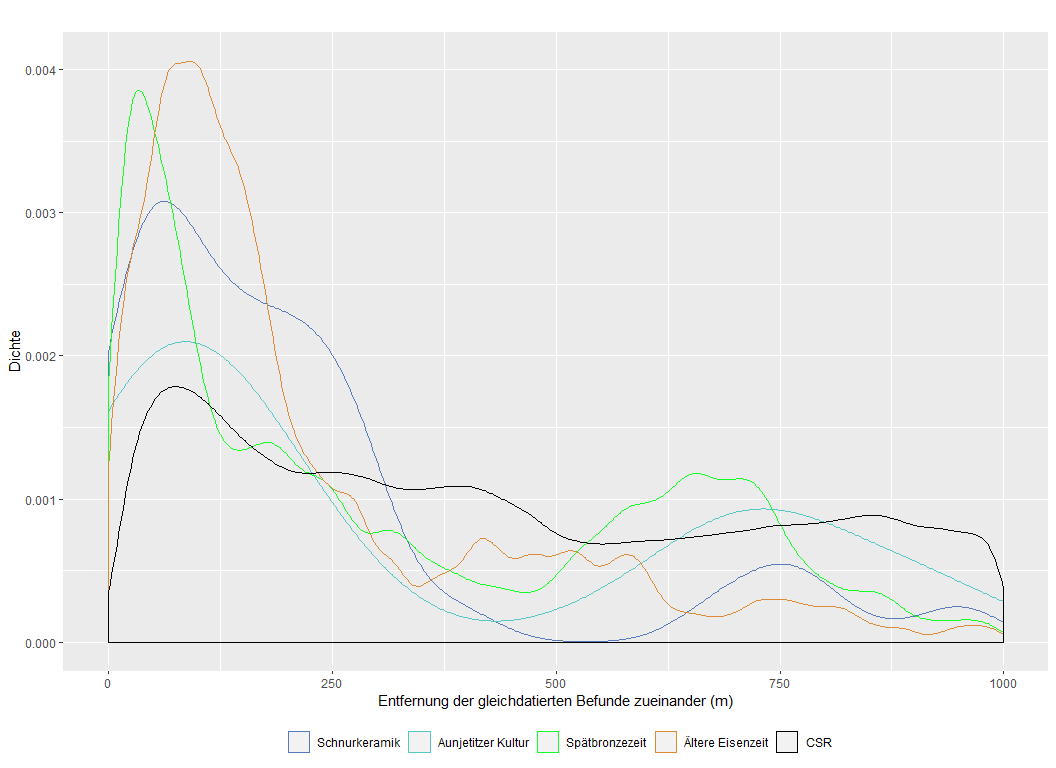 0.004
0.003
0.002
0.001
0.000
Dichte
0 250 500 750 1000
Entfernung der gleichdatierten Befunde zueinander (m)
Schnurkeramik Aunjetitzer Kultur Spätbronzezeit Ältere Eisenzeit CSR